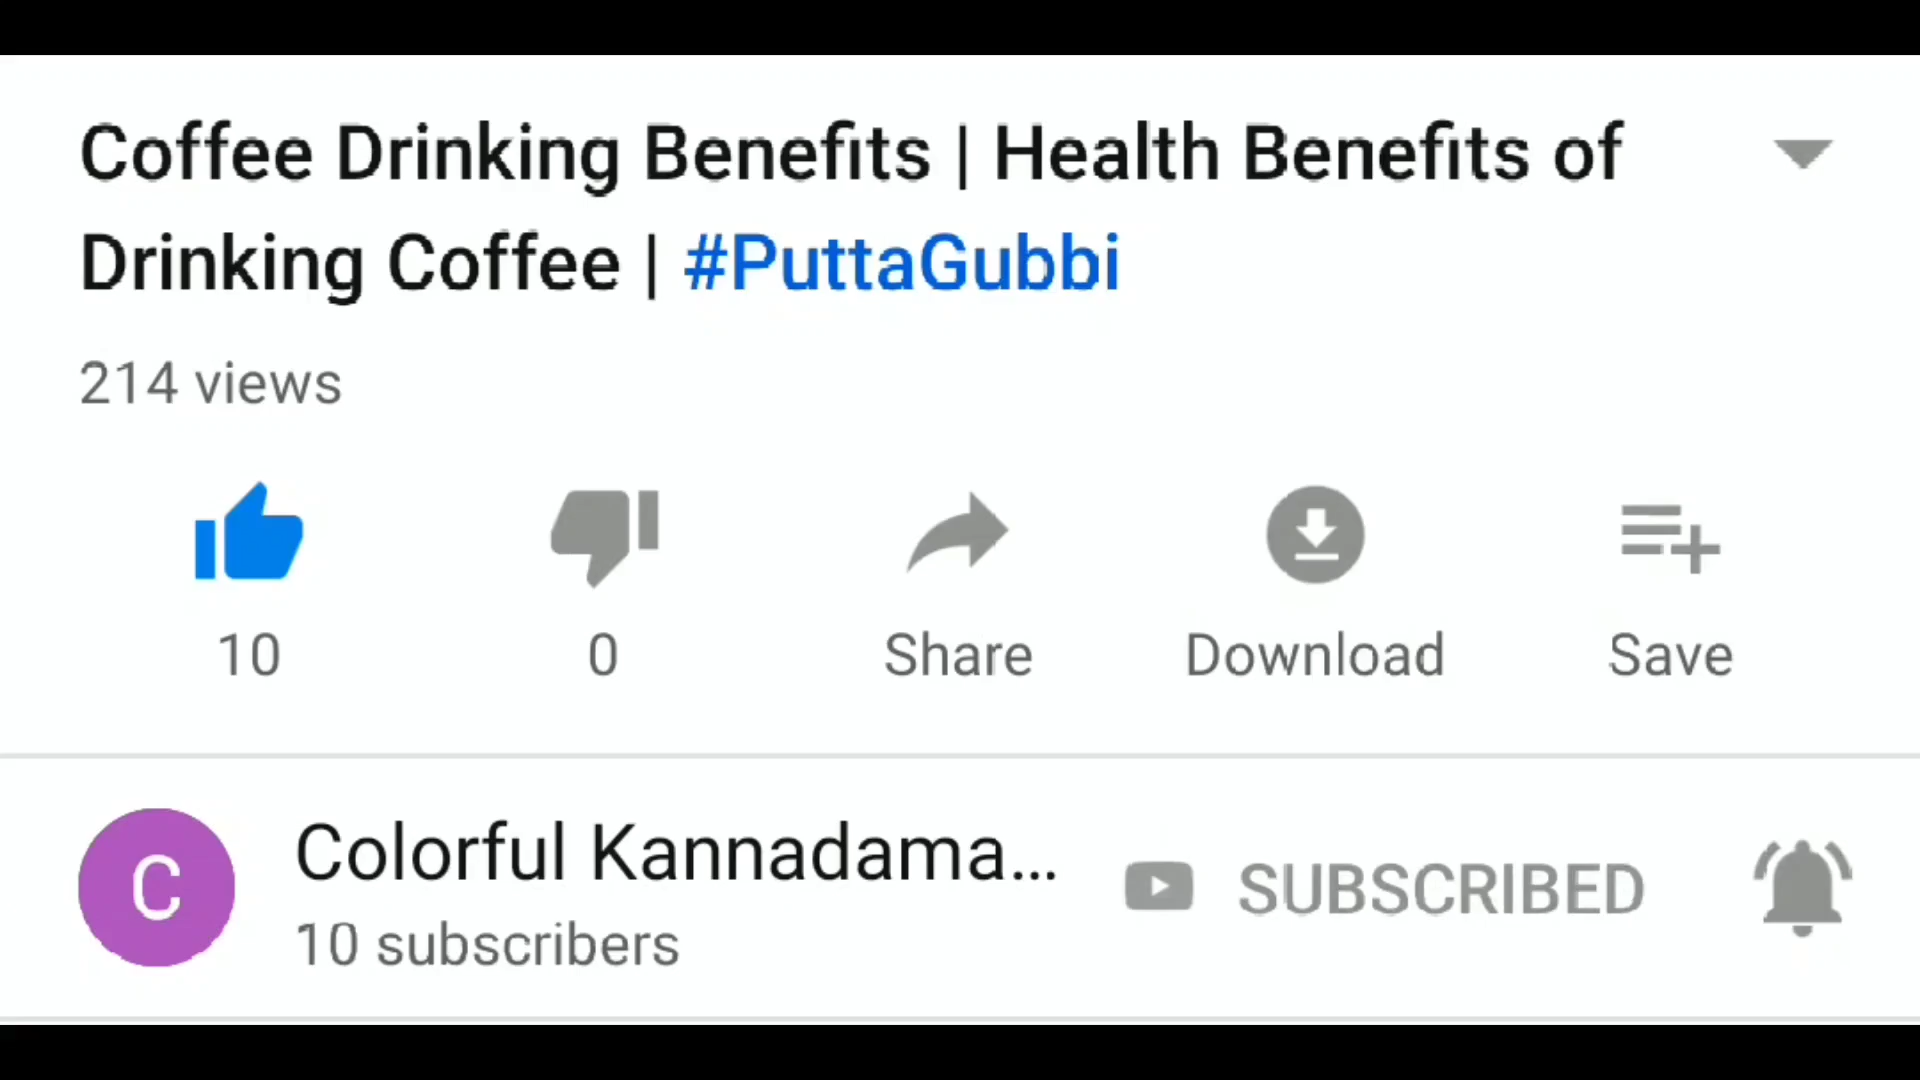 Coffee Drinking Benefits | Health Benefits of
Drinking Coffee | #PuttaGubbi
214 views
10
0
Share
Download
Save
C
Colorful Kannadama...
10 subscribers
SUBSCRIBED